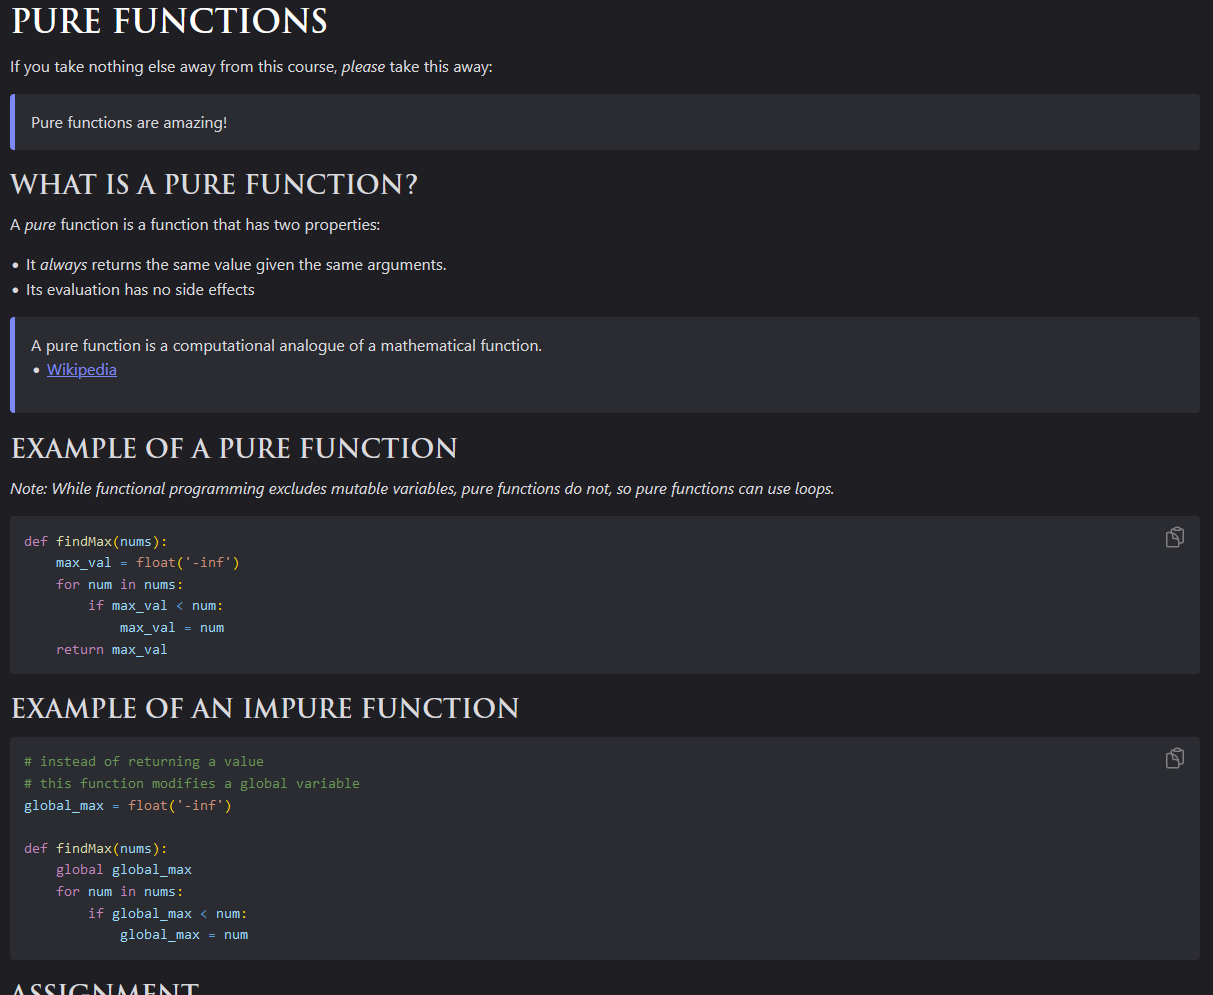 PURE FUNCTIONS
If you take nothing else away from this course, please take this away:
Pure functions are amazing!
WHAT IS A PURE FUNCTION?
A pure function is a function that has two properties:
• It always returns the same value given the same arguments.
• Its evaluation has no side effects
A pure function is a computational analogue of a mathematical function.
• Wikipedia
EXAMPLE OF A PURE FUNCTION
Note: While functional programming excludes mutable variables, pure functions do not, so pure functions can use loops.
def findMax(nums):
    max_val = float('-inf')
    for num in nums:
        if max_val < num:
            max_val = num
    return max_val
EXAMPLE OF AN IMPURE FUNCTION
# instead of returning a value
# this function modifies a global variable
global_max = float('-inf')
def findMax(nums):
    global global_max
    for num in nums:
        if global_max < num:
            global_max = num
ASSIGNMENT